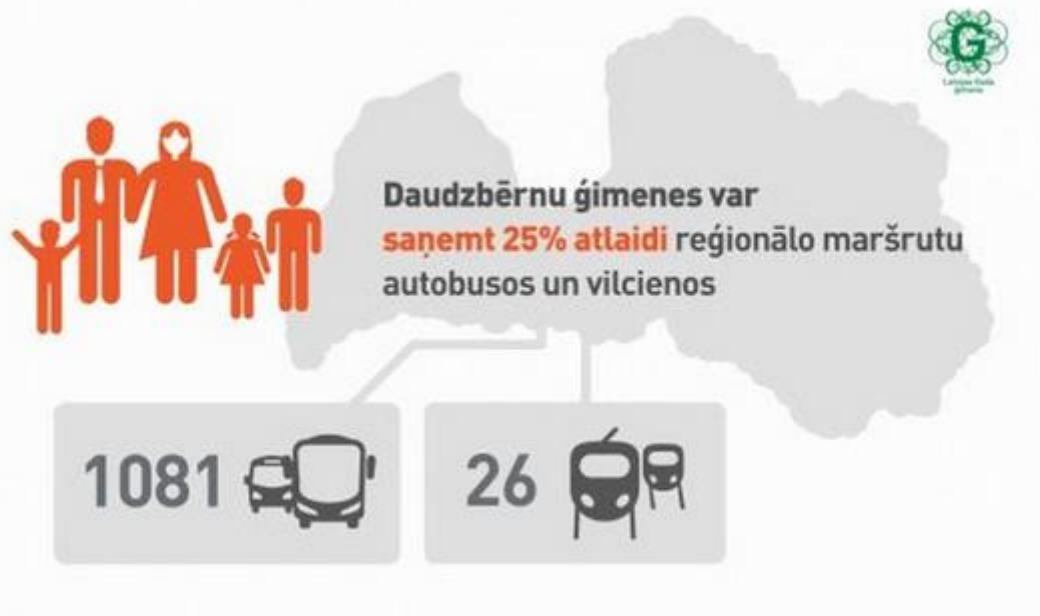 G
Daudzbērnu ģimenes var
saņemt 25% atlaidi reģionālo maršrutu
autobusos un vilcienos
1081
26